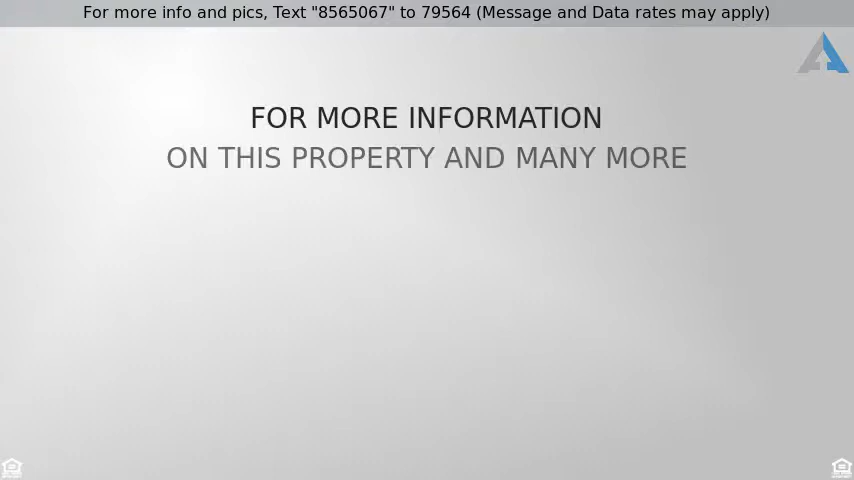 For more info and pics, Text "8565067" to 79564 (Message and Data rates may apply)
FOR MORE INFORMATION
ON THIS PROPERTY AND MANY MORE